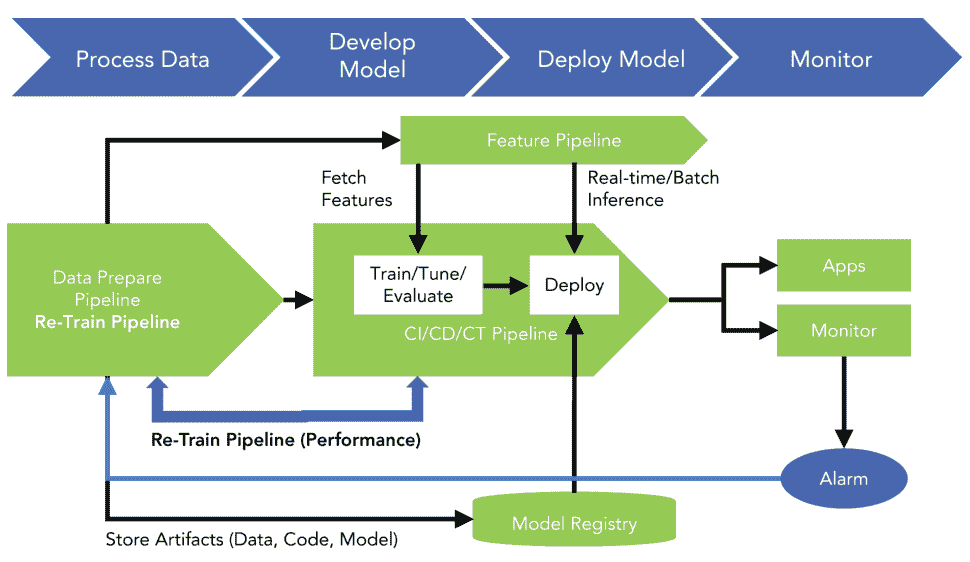 Process Data
Develop
Model
Deploy Model
Monitor
Feature Pipeline
Fetch
Features
Real-time/Batch
Inference
Data Prepare
Pipeline
Re-Train Pipeline
Train/Tune/
Evaluate
Deploy
CI/CD/CT Pipeline
Apps
Monitor
Re-Train Pipeline (Performance)
Alarm
Model Registry
Store Artifacts (Data, Code, Model)